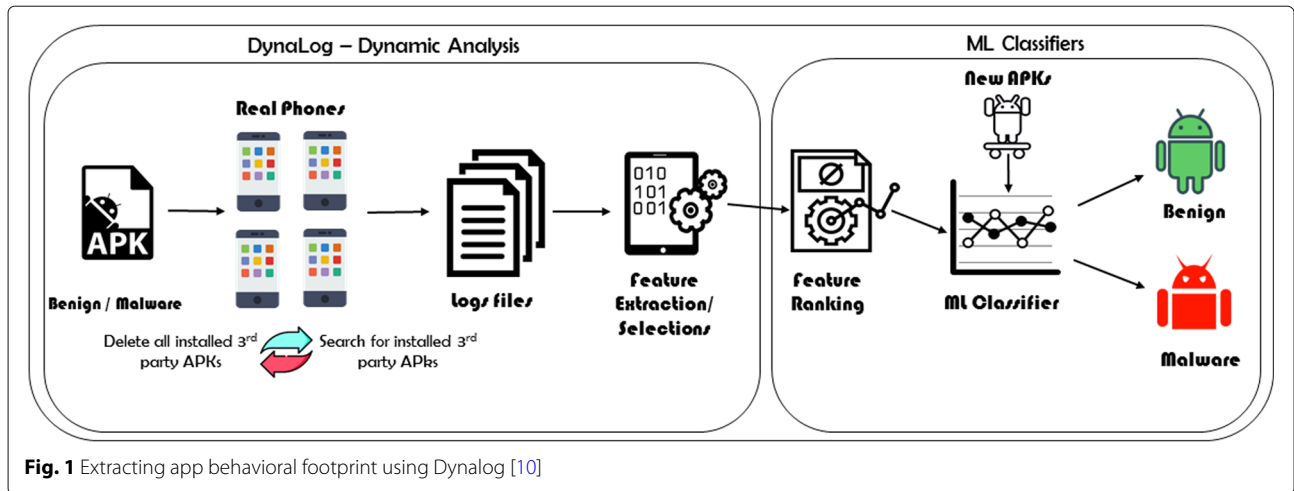 DynaLog – Dynamic Analysis
Real Phones
APK
Benign / Malware
Delete all installed 3rd
party APKs
Search for installed 3rd
party APks
Logs files
010
101
001
Feature
Extraction/
Selections
ML Classifiers
New APKs
Feature
Ranking
ML Classifier
Benign
Malware
Fig. 1 Extracting app behavioral footprint using Dynalog [10]